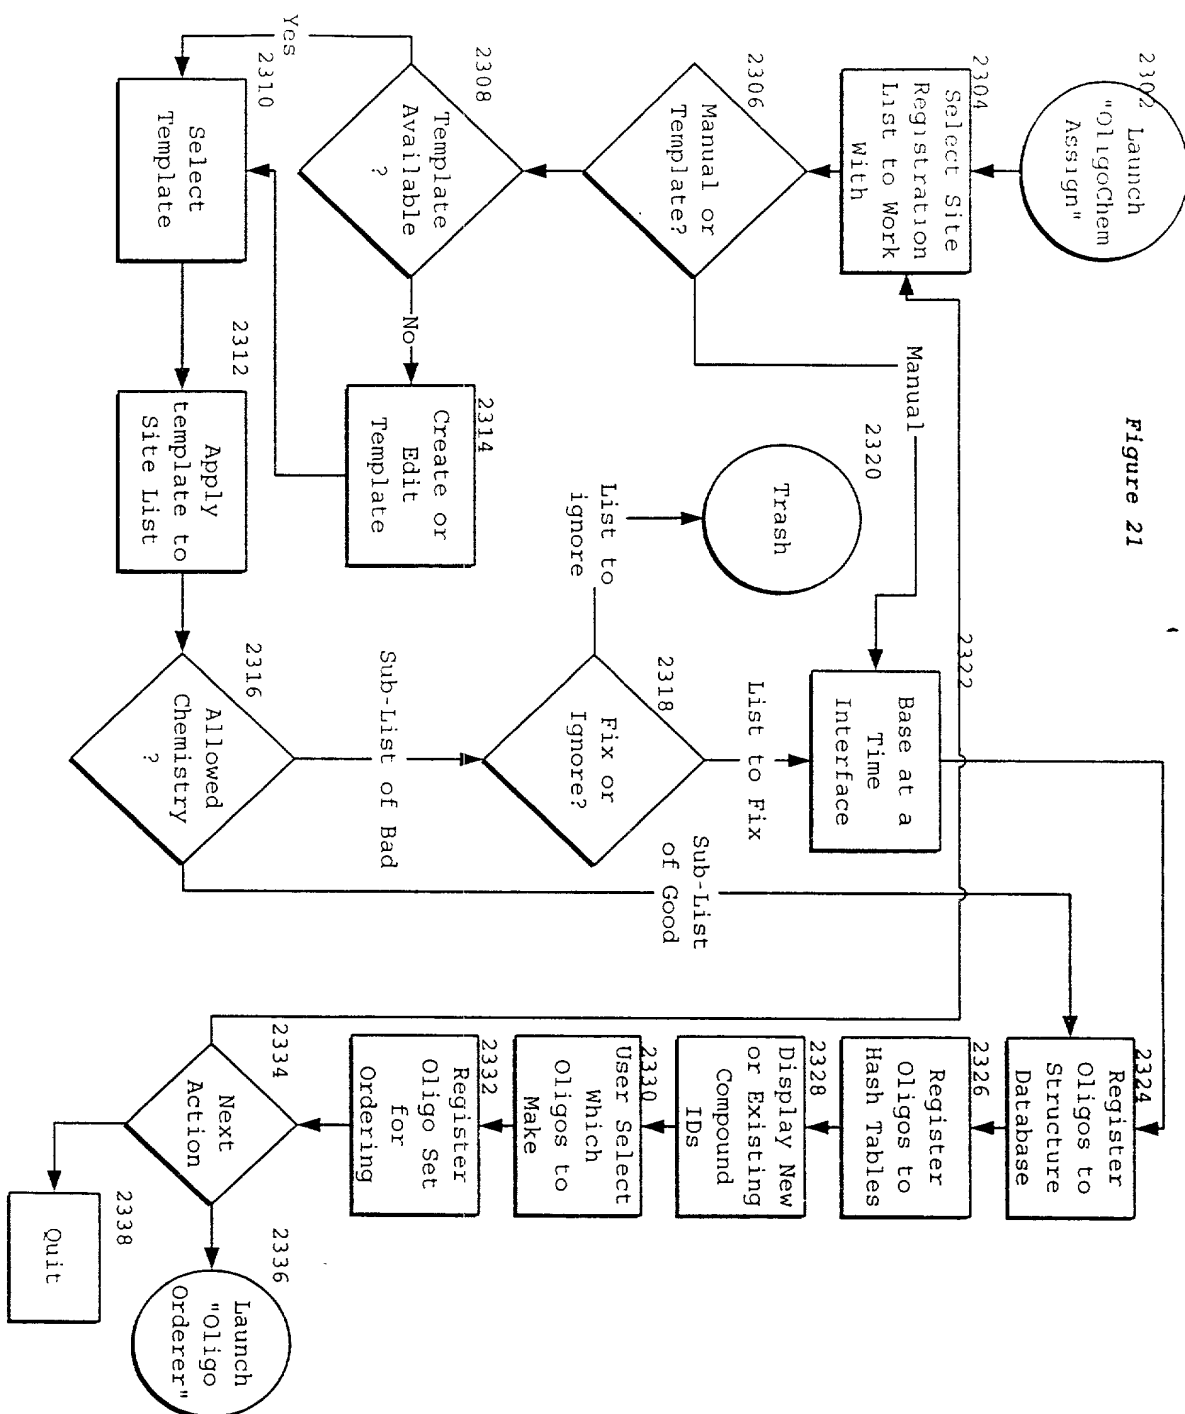 Figure 21
2302
Launch
"OligoChem
Assign"
2304
Select Site
Registration
List to Work
With
2306
Manual or
Template?
Manual
2308
Template
Available
?
Yes
No
2310
Select
Template
2314
Create or
Edit
Template
2312
Apply
template to
Site List
2316
Allowed
Chemistry
?
Sub-List of Bad
Sub-List
of Good
2318
Fix or
Ignore?
List to
ignore
2320
Trash
List to Fix
2322
Base at a
Time
Interface
2324
Register
Oligos to
Structure
Database
2326
Register
Oligos to
Hash Tables
2328
Display New
or Existing
Compound
IDs
2330
User Select
Which
Oligos to
Make
2332
Register
Oligo Set
for
Ordering
2334
Next
Action
2336
Launch
"Oligo
Orderer"
2338
Quit